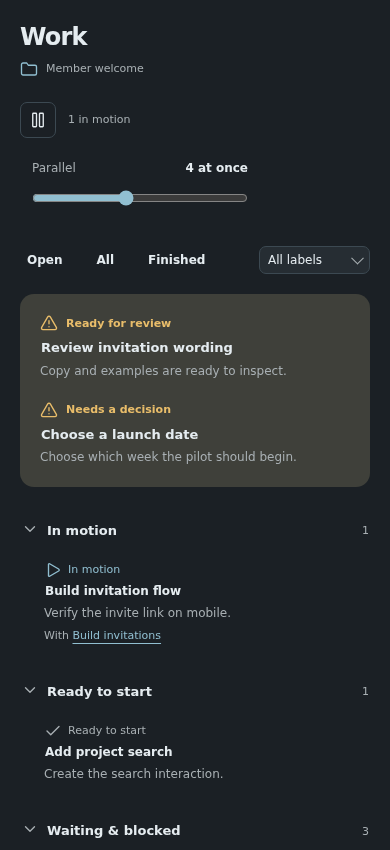 Work
Member welcome
1 in motion
Parallel 4 at once
Open All Finished All labels
Ready for review
Review invitation wording
Copy and examples are ready to inspect.
Needs a decision
Choose a launch date
Choose which week the pilot should begin.
In motion 1
In motion
Build invitation flow
Verify the invite link on mobile.
With Build invitations
Ready to start 1
Ready to start
Add project search
Create the search interaction.
Waiting & blocked 3